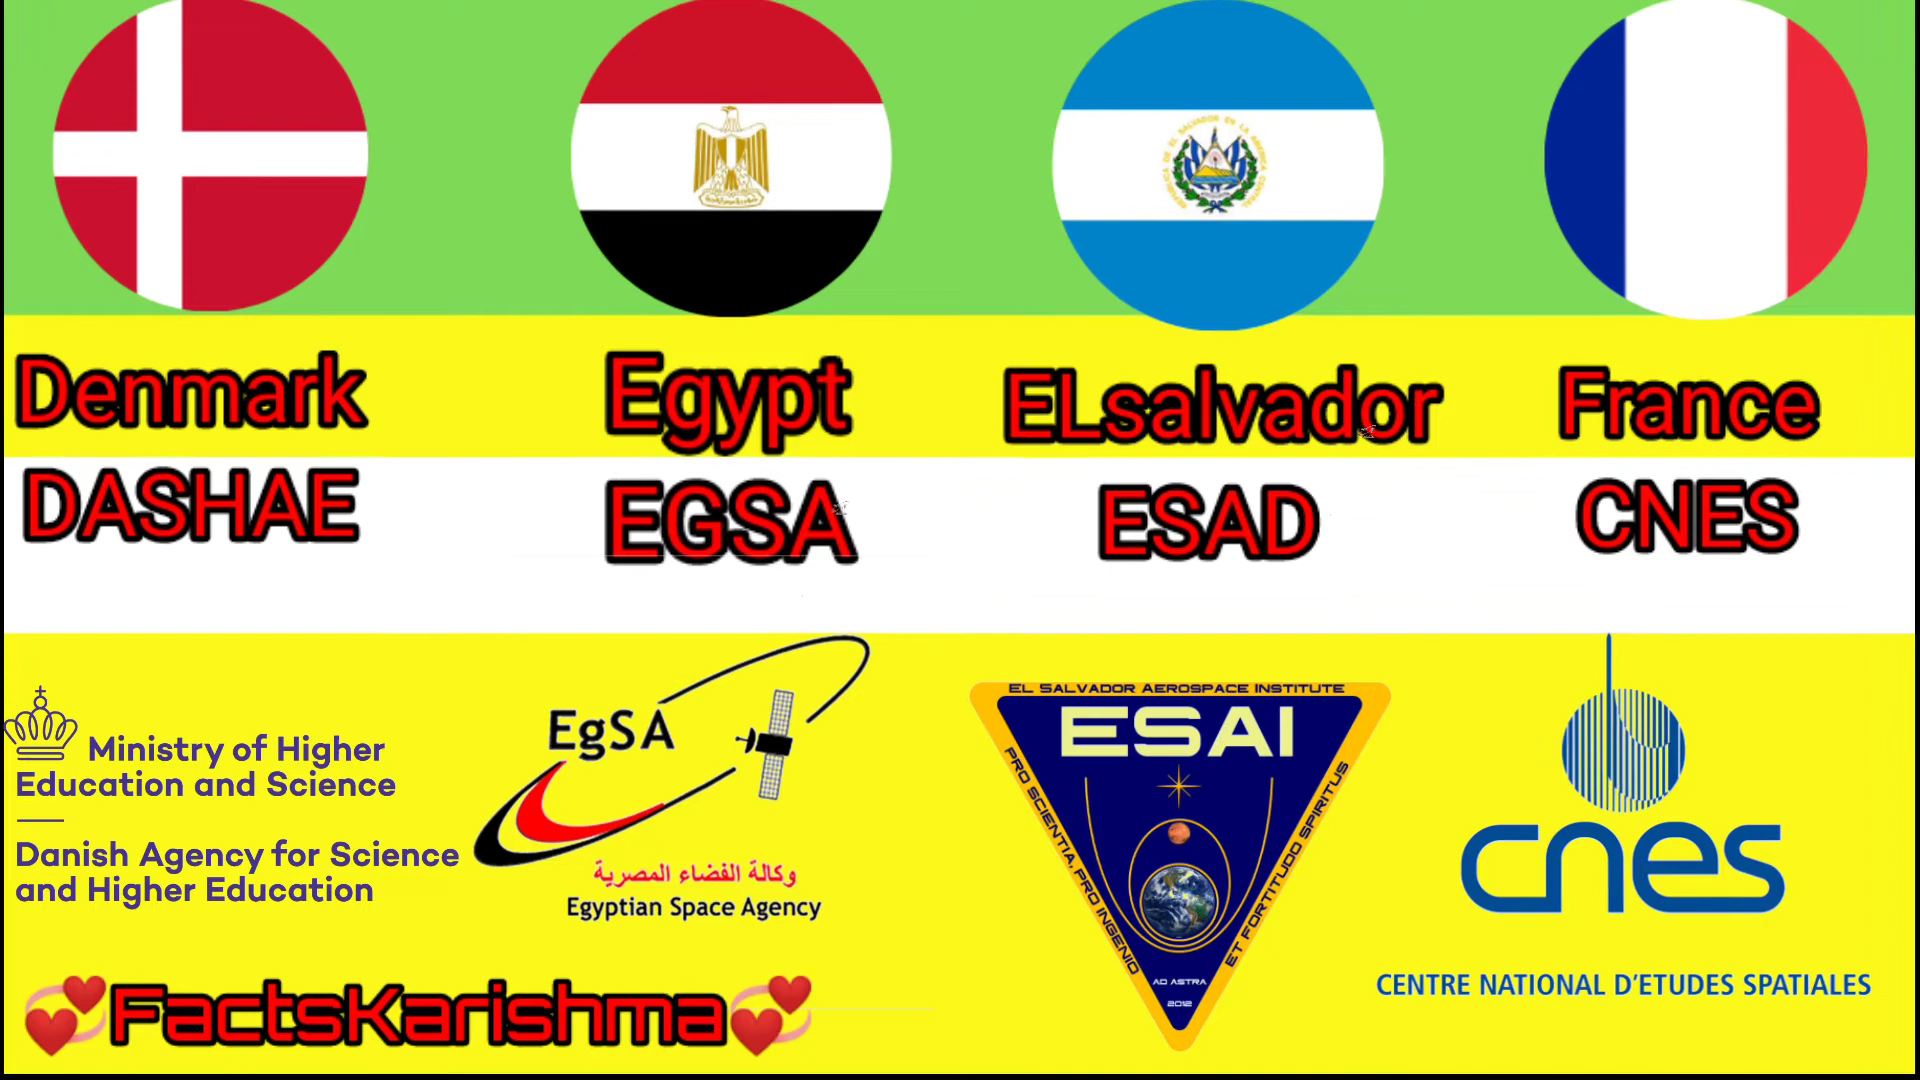 Denmark
Egypt
ELsalvador
France
DASHAE
EGSA
ESAD
CNES
Ministry of Higher
Education and Science
Danish Agency for Science
and Higher Education
EgSA
وكالة الفضاء المصرية
Egyptian Space Agency
EL SALVADOR AEROSPACE INSTITUTE
ESAI
PRO SCIENTIA, PRO INGENIO
ET FORTITUDO SPIRITUS
AD ASTRA
2012
cnes
CENTRE NATIONAL D'ETUDES SPATIALES
FactsKarishma